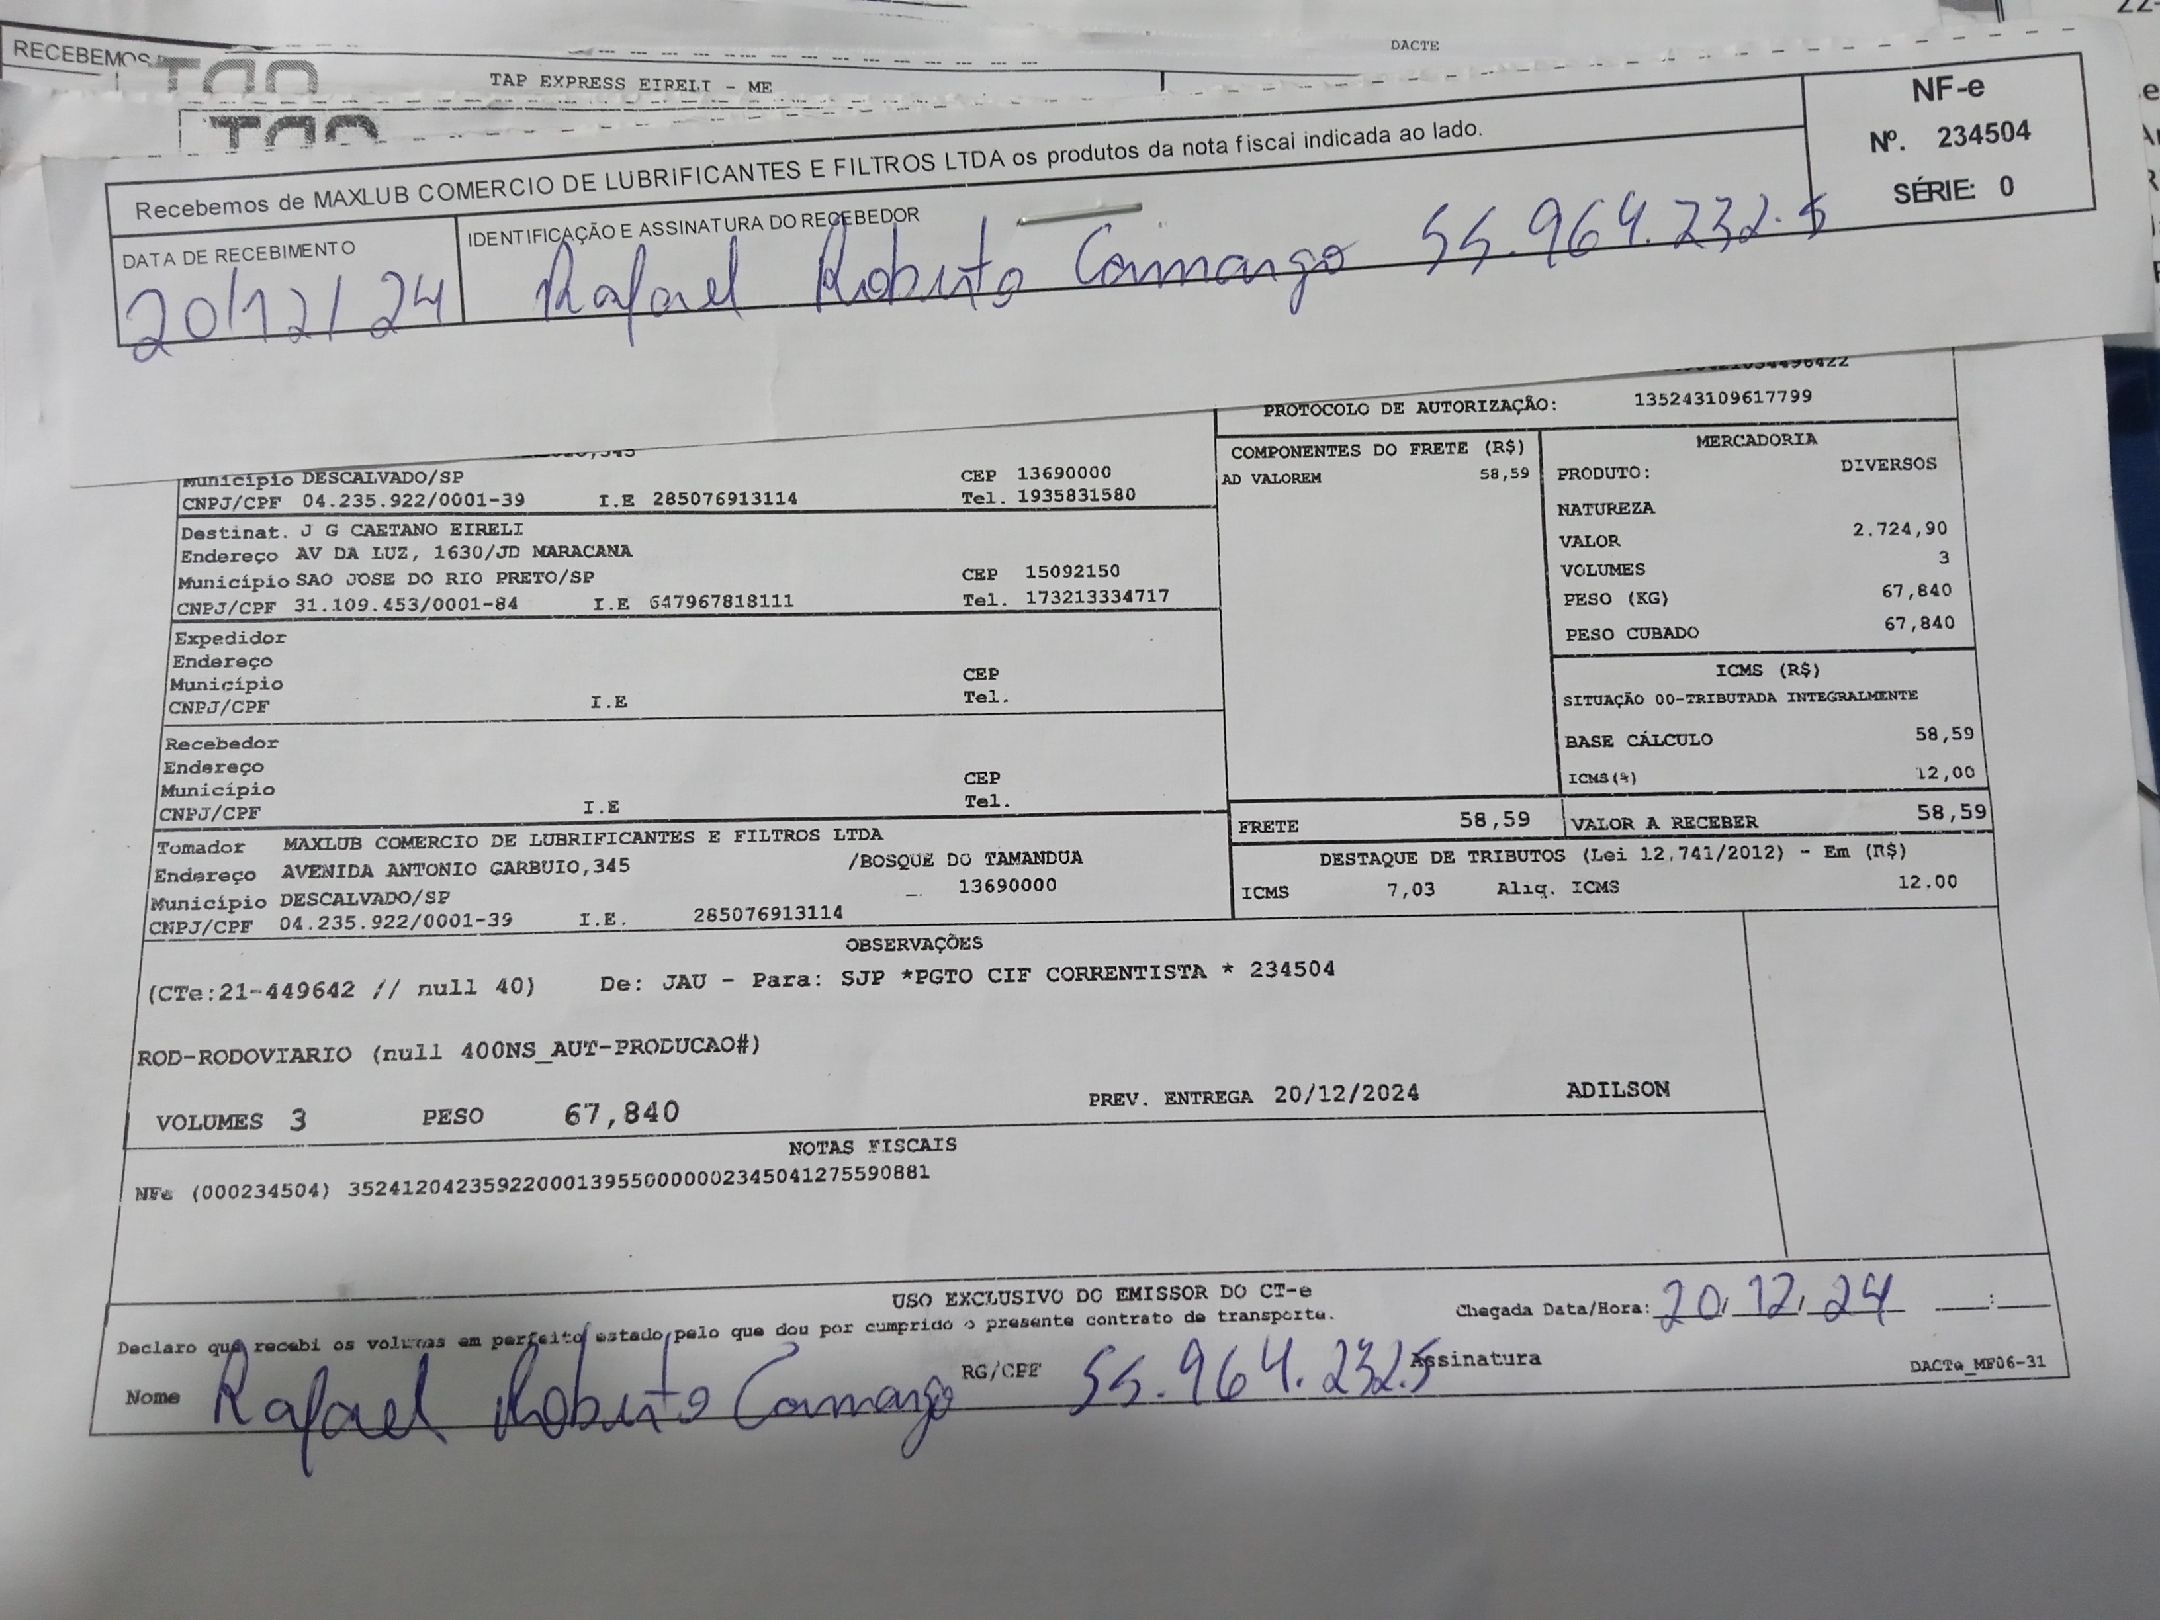 DACTE
RECEBEMOS
TAP EXPRESS EIRELI - ME
Recebemos de MAXLUB COMERCIO DE LUBRIFICANTES E FILTROS LTDA os produtos da nota fiscal indicada ao lado.
NF-e
Nº. 234504
SÉRIE: 0
DATA DE RECEBIMENTO
IDENTIFICAÇÃO E ASSINATURA DO RECEBEDOR
20/12/24 Rafael Roberto Camargo 55.964.232.5
PROTOCOLO DE AUTORIZAÇÃO: 135243109617799
Município DESCALVADO/SP CEP 13690000
CNPJ/CPF 04.235.922/0001-39 I.E 285076913114 Tel. 1935831580
Destinat. J G CAETANO EIRELI
Endereço AV DA LUZ, 1630/JD MARACANA
Município SAO JOSE DO RIO PRETO/SP CEP 15092150
CNPJ/CPF 31.109.453/0001-84 I.E 647967818111 Tel. 173213334717
Expedidor
Endereço
Município CEP
CNPJ/CPF I.E Tel.
Recebedor
Endereço
Município CEP
CNPJ/CPF I.E Tel.
Tomador MAXLUB COMERCIO DE LUBRIFICANTES E FILTROS LTDA
Endereço AVENIDA ANTONIO GARBUIO,345 /BOSQUE DO TAMANDUA
Município DESCALVADO/SP 13690000
CNPJ/CPF 04.235.922/0001-39 I.E. 285076913114
COMPONENTES DO FRETE (R$)
AD VALOREM 58,59
MERCADORIA
PRODUTO: DIVERSOS
NATUREZA
VALOR 2.724,90
VOLUMES 3
PESO (KG) 67,840
PESO CUBADO 67,840
ICMS (R$)
SITUAÇÃO 00-TRIBUTADA INTEGRALMENTE
BASE CÁLCULO 58,59
ICMS(%) 12,00
FRETE 58,59 VALOR A RECEBER 58,59
DESTAQUE DE TRIBUTOS (Lei 12.741/2012) - Em (R$)
ICMS 7,03 Aliq. ICMS 12.00
OBSERVAÇÕES
(CTe:21-449642 // null 40) De: JAU - Para: SJP *PGTO CIF CORRENTISTA * 234504
ROD-RODOVIARIO (null 400NS_AUT-PRODUCAO#)
VOLUMES 3 PESO 67,840 PREV. ENTREGA 20/12/2024 ADILSON
NOTAS FISCAIS
NFe (000234504) 35241204235922000139550000002345041275590881
USO EXCLUSIVO DO EMISSOR DO CT-e
Declaro que recebi os volumes em perfeito estado pelo que dou por cumprido o presente contrato de transporte.
Chegada Data/Hora: 20/12/24 __:__
Nome Rafael Roberto Camargo RG/CPF 55.964.232.5 Assinatura
DACTe_MF06-31